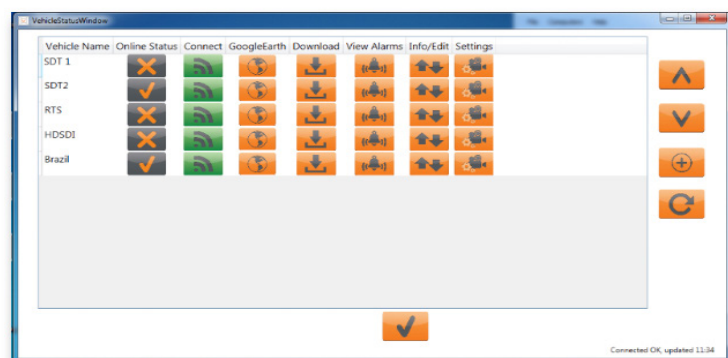 VehicleStatusWindow
Vehicle Name Online Status Connect GoogleEarth Download View Alarms Info/Edit Settings
SDT 1
SDT2
RTS
HDSDI
Brazil
Connected OK, updated 11:34